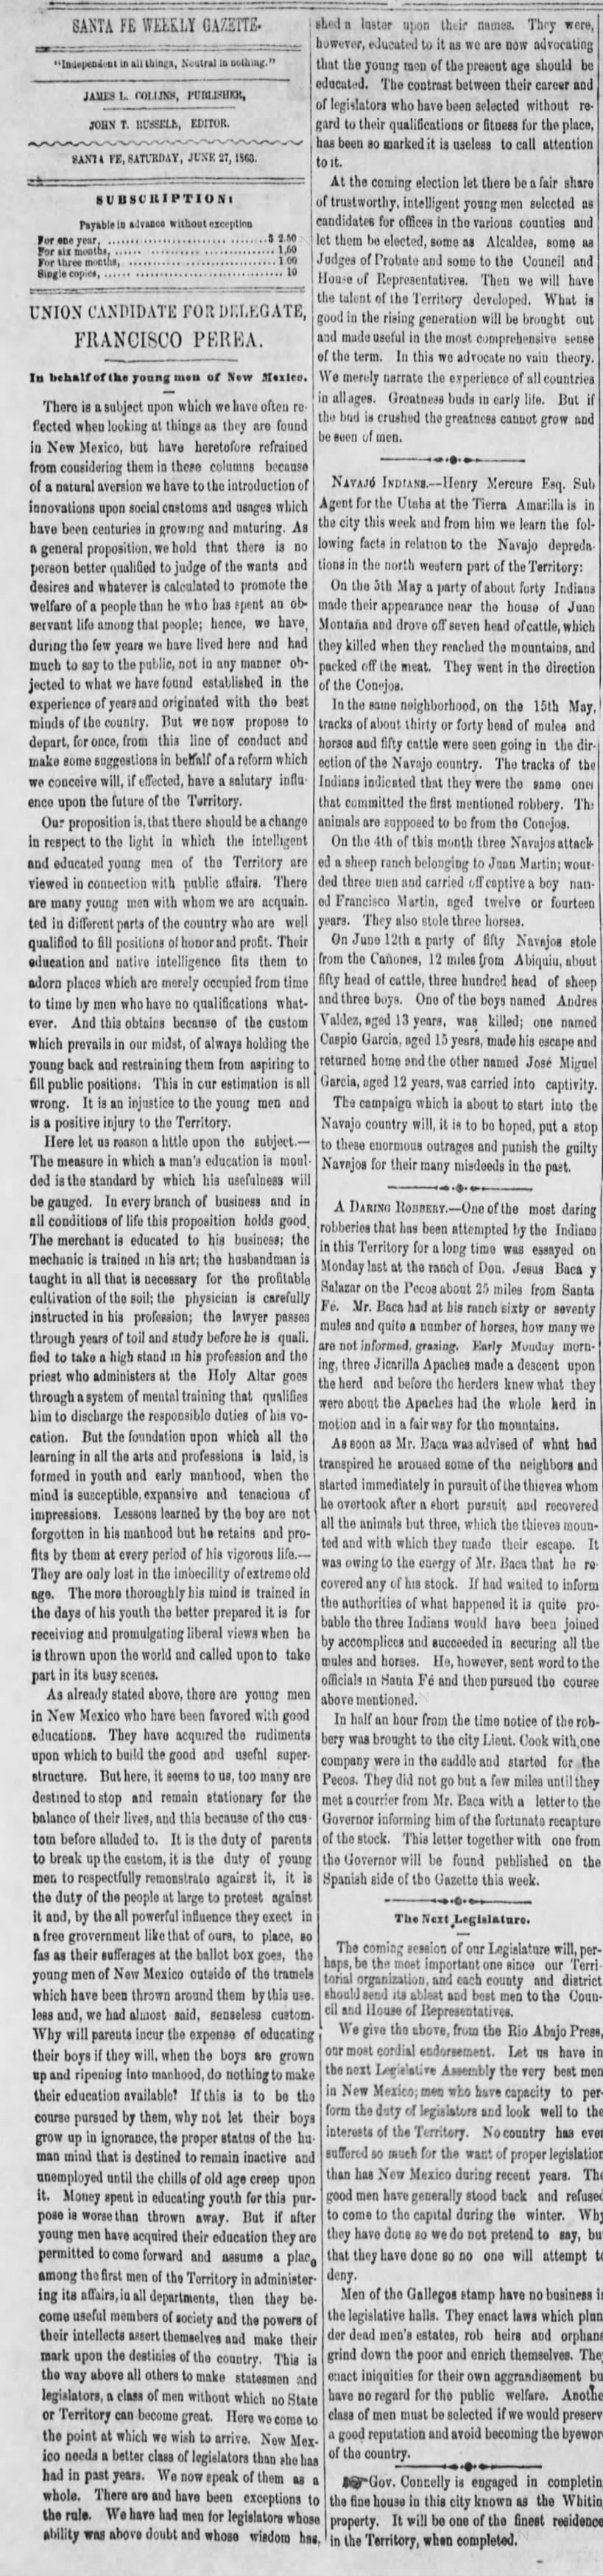 SANTA FE WEEKLY GAZETTE.
"Independent in all things, Neutral in nothing."
JAMES L. COLLINS, PUBLISHER,
JOHN T. RUSSELL, EDITOR.
SANTA FE, SATURDAY, JUNE 27, 1863.
SUBSCRIPTION:
Payable in advance without exception
For one year, ........ $ 2.50
For six months, ........ 1,50
For three months, ........ 1 00
Single copies, ........ 10
UNION CANDIDATE FOR DELEGATE,
FRANCISCO PEREA.
In behalf of the young men of New Mexico.
There is a subject upon which we have often re-
flected when looking at things as they are found
in New Mexico, but have heretofore refrained
from considering them in these columns because
of a natural aversion we have to the introduction of
innovations upon social customs and usages which
have been centuries in growing and maturing. As
a general proposition, we hold that there is no
person better qualified to judge of the wants and
desires and whatever is calculated to promote the
welfare of a people than he who has spent an ob-
servant life among that people; hence, we have,
during the few years we have lived here and had
much to say to the public, not in any manner ob-
jected to what we have found established in the
experience of years and originated with the best
minds of the country. But we now propose to
depart, for once, from this line of conduct and
make some suggestions in behalf of a reform which
we conceive will, if effected, have a salutary influ-
ence upon the future of the Territory.
Our proposition is, that there should be a change
in respect to the light in which the intelligent
and educated young men of the Territory are
viewed in connection with public affairs. There
are many young men with whom we are acquain-
ted in different parts of the country who are well
qualified to fill positions of honor and profit. Their
education and native intelligence fits them to
adorn places which are merely occupied from time
to time by men who have no qualifications what-
ever. And this obtains because of the custom
which prevails in our midst, of always holding the
young back and restraining them from aspiring to
fill public positions. This in our estimation is all
wrong. It is an injustice to the young men and
is a positive injury to the Territory.
Here let us reason a little upon the subject.—
The measure in which a man's education is moul-
ded is the standard by which his usefulness will
be gauged. In every branch of business and in
all conditions of life this proposition holds good.
The merchant is educated to his business; the
mechanic is trained in his art; the husbandman is
taught in all that is necessary for the profitable
cultivation of the soil; the physician is carefully
instructed in his profession; the lawyer passes
through years of toil and study before he is quali-
fied to take a high stand in his profession and the
priest who administers at the Holy Altar goes
through a system of mental training that qualifies
him to discharge the responsible duties of his vo-
cation. But the foundation upon which all the
learning in all the arts and professions is laid, is
formed in youth and early manhood, when the
mind is susceptible, expansive and tenacious of
impressions. Lessons learned by the boy are not
forgotten in his manhood but he retains and pro-
fits by them at every period of his vigorous life.—
They are only lost in the imbecility of extreme old
age. The more thoroughly his mind is trained in
the days of his youth the better prepared it is for
receiving and promulgating liberal views when he
is thrown upon the world and called upon to take
part in its busy scenes.
As already stated above, there are young men
in New Mexico who have been favored with good
educations. They have acquired the rudiments
upon which to build the good and useful super-
structure. But here, it seems to us, too many are
destined to stop and remain stationary for the
balance of their lives, and this because of the cus-
tom before alluded to. It is the duty of parents
to break up the custom, it is the duty of young
men to respectfully remonstrate against it, it is
the duty of the people at large to protest against
it and, by the all powerful influence they exect in
a free grovernment like that of ours, to place, so
fas as their sufferages at the ballot box goes, the
young men of New Mexico outside of the tramels
which have been thrown around them by this use-
less and, we had almost said, senseless custom.
Why will parents incur the expense of educating
their boys if they will, when the boys are grown
up and ripening into manhood, do nothing to make
their education available? If this is to be the
course pursued by them, why not let their boys
grow up in ignorance, the proper status of the hu-
man mind that is destined to remain inactive and
unemployed until the chills of old age creep upon
it. Money spent in educating youth for this pur-
pose is worse than thrown away. But if after
young men have acquired their education they are
permitted to come forward and assume a place
among the first men of the Territory in administer-
ing its affairs, in all departments, then they be-
come useful members of society and the powers of
their intellects assert themselves and make their
mark upon the destinies of the country. This is
the way above all others to make statesmen and
legislators, a class of men without which no State
or Territory can become great. Here we come to
the point at which we wish to arrive. New Mex-
ico needs a better class of legislators than she has
had in past years. We now speak of them as a
whole. There are and have been exceptions to
the rule. We have had men for legislators whose
ability was above doubt and whose wisdom has,
shed a luster upon their names. They were,
however, educated to it as we are now advocating
that the young men of the present age should be
educated. The contrast between their career and
of legislators who have been selected without re-
gard to their qualifications or fitness for the place,
has been so marked it is useless to call attention
to it.
At the coming election let there be a fair share
of trustworthy, intelligent young men selected as
candidates for offices in the various counties and
let them be elected, some as Alcaldes, some as
Judges of Probate and some to the Council and
House of Representatives. Then we will have
the talent of the Territory developed. What is
good in the rising generation will be brought out
and made useful in the most comprehensive sense
of the term. In this we advocate no vain theory.
We merely narrate the experience of all countries
in all ages. Greatness buds in early life. But if
the bud is crushed the greatness cannot grow and
be seen of men.
NAVAJÓ INDIANS.—Henry Mercure Esq. Sub
Agent for the Utahs at the Tierra Amarilla is in
the city this week and from him we learn the fol-
lowing facts in relation to the Navajo depreda-
tions in the north western part of the Territory:
On the 5th May a party of about forty Indians
made their appearance near the house of Juan
Montaña and drove off seven head of cattle, which
they killed when they reached the mountains, and
packed off the meat. They went in the direction
of the Conejos.
In the same neighborhood, on the 15th May,
tracks of about thirty or forty head of mules and
horses and fifty cattle were seen going in the dir-
ection of the Navajo country. The tracks of the
Indians indicated that they were the same ones
that committed the first mentioned robbery. The
animals are supposed to be from the Conejos.
On the 4th of this month three Navajos attack-
ed a sheep ranch belonging to Juan Martin; woun-
ded three men and carried off captive a boy nam-
ed Francisco Martin, aged twelve or fourteen
years. They also stole three horses.
On June 12th a party of fifty Navajos stole
from the Cañones, 12 miles from Abiquiu, about
fifty head of cattle, three hundred head of sheep
and three boys. One of the boys named Andres
Valdez, aged 13 years, was killed; one named
Caspio Garcia, aged 15 years, made his escape and
returned home and the other named José Miguel
Garcia, aged 12 years, was carried into captivity.
The campaign which is about to start into the
Navajo country will, it is to be hoped, put a stop
to these enormous outrages and punish the guilty
Navajos for their many misdeeds in the past.
A DARING ROBBERY.—One of the most daring
robberies that has been attempted by the Indians
in this Territory for a long time was essayed on
Monday last at the ranch of Don. Jesus Baca y
Salazar on the Pecos about 25 miles from Santa
Fé. Mr. Baca had at his ranch sixty or seventy
mules and quite a number of horses, how many we
are not informed, grazing. Early Monday morn-
ing, three Jicarilla Apaches made a descent upon
the herd and before the herders knew what they
were about the Apaches had the whole herd in
motion and in a fair way for the mountains.
As soon as Mr. Baca was advised of what had
transpired he aroused some of the neighbors and
started immediately in pursuit of the thieves whom
he overtook after a short pursuit and recovered
all the animals but three, which the thieves moun-
ted and with which they made their escape. It
was owing to the energy of Mr. Baca that he re-
covered any of his stock. If had waited to inform
the authorities of what happened it is quite pro-
bable the three Indians would have been joined
by accomplices and succeeded in securing all the
mules and horses. He, however, sent word to the
officials in Santa Fé and then pursued the course
above mentioned.
In half an hour from the time notice of the rob-
bery was brought to the city Lieut. Cook with, one
company were in the saddle and started for the
Pecos. They did not go but a few miles until they
met a courrier from Mr. Baca with a letter to the
Governor informing him of the fortunate recapture
of the stock. This letter together with one from
the Governor will be found published on the
Spanish side of the Gazette this week.
The Next Legislature.
The coming session of our Legislature will, per-
haps, be the most important one since our Terri-
torial organization, and each county and district
should send its ablest and best men to the Coun-
cil and House of Representatives.
We give the above, from the Rio Abajo Press,
our most cordial endorsement. Let us have in
the next Legislative Assembly the very best men
in New Mexico; men who have capacity to per-
form the duty of legislators and look well to the
interests of the Territory. No country has ever
suffered so much for the want of proper legislation
than has New Mexico during recent years. The
good men have generally stood back and refused
to come to the capital during the winter. Why
they have done so we do not pretend to say, but
that they have done so no one will attempt to
deny.
Men of the Gallegos stamp have no business in
the legislative halls. They enact laws which plun
der dead men's estates, rob heirs and orphans
grind down the poor and enrich themselves. They
enact iniquities for their own aggrandisement but
have no regard for the public welfare. Another
class of men must be selected if we would preserv
a good reputation and avoid becoming the byewor
of the country.
Gov. Connelly is engaged in completin
the fine house in this city known as the Whitin
property. It will be one of the finest residence
in the Territory, when completed.